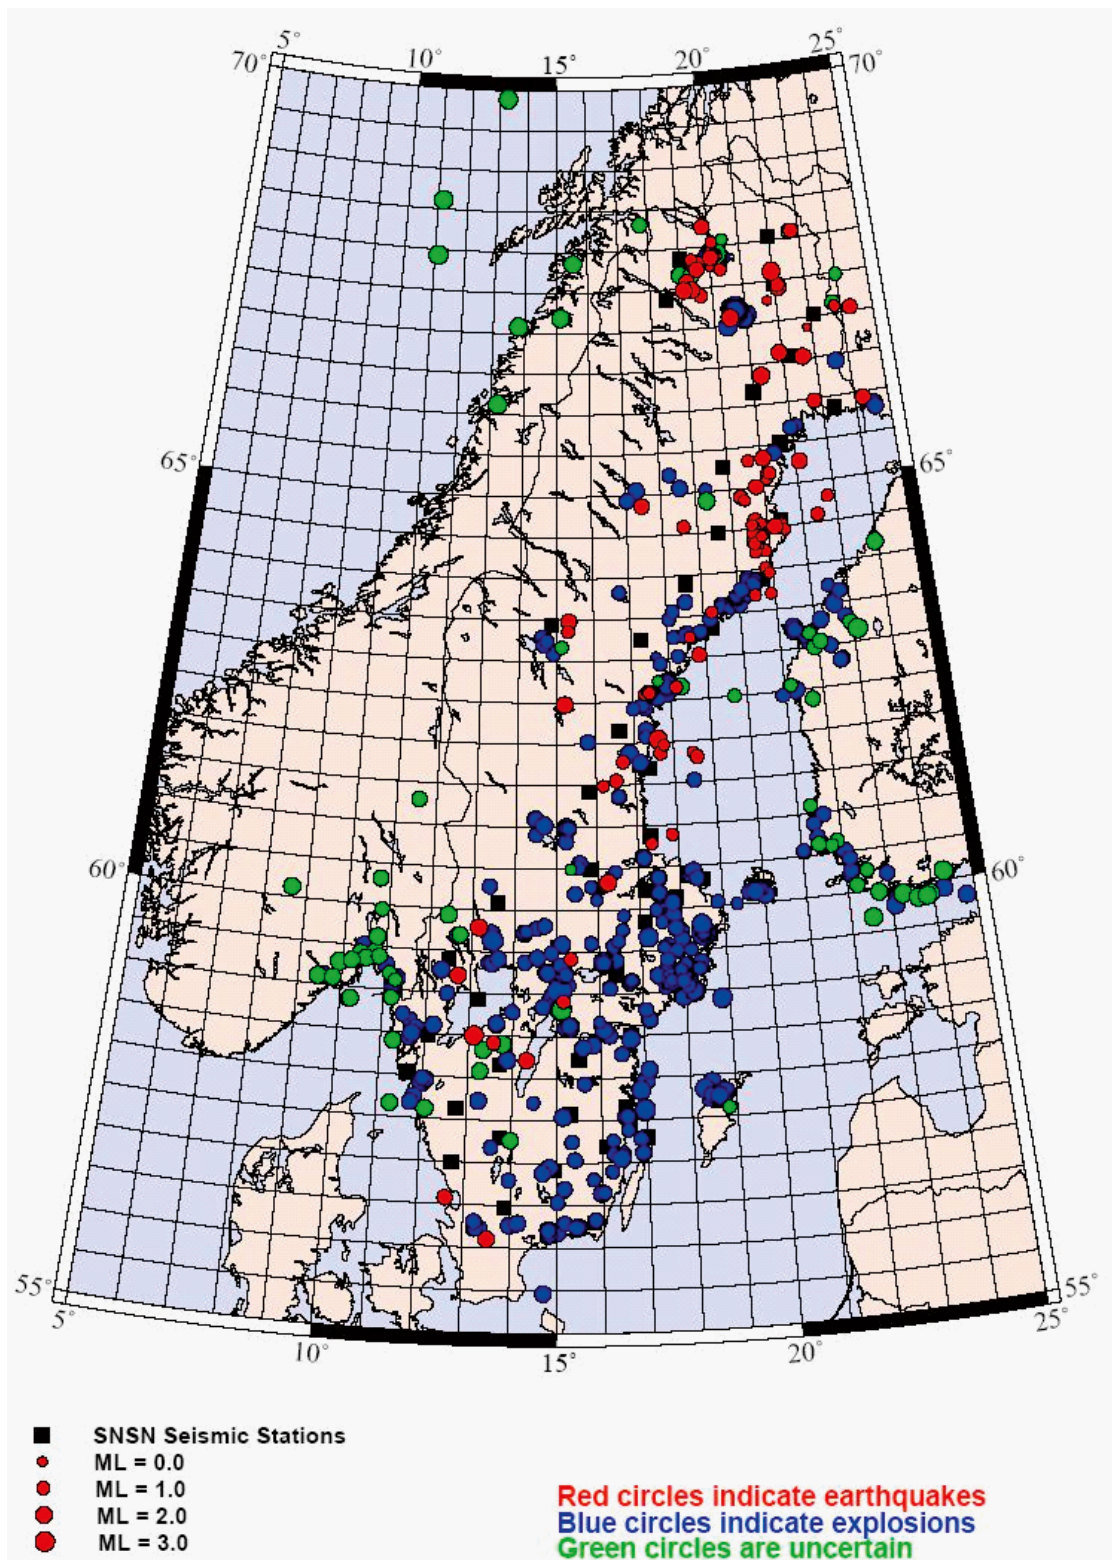 5°
10°
15°
20°
25°
70°
70°
65°
65°
60°
60°
55°
55°
5°
10°
15°
20°
25°
SNSN Seismic Stations
ML = 0.0
ML = 1.0
ML = 2.0
ML = 3.0
Red circles indicate earthquakes
Blue circles indicate explosions
Green circles are uncertain